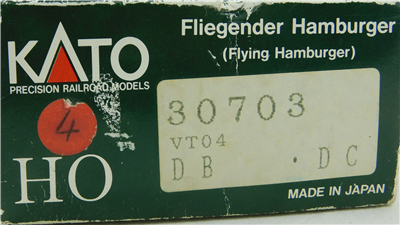 Fliegender Hamburger
(Flying Hamburger)
KATO
PRECISION RAILROAD MODELS
4
HO
30703
VT04
DB · DC
MADE IN JAPAN